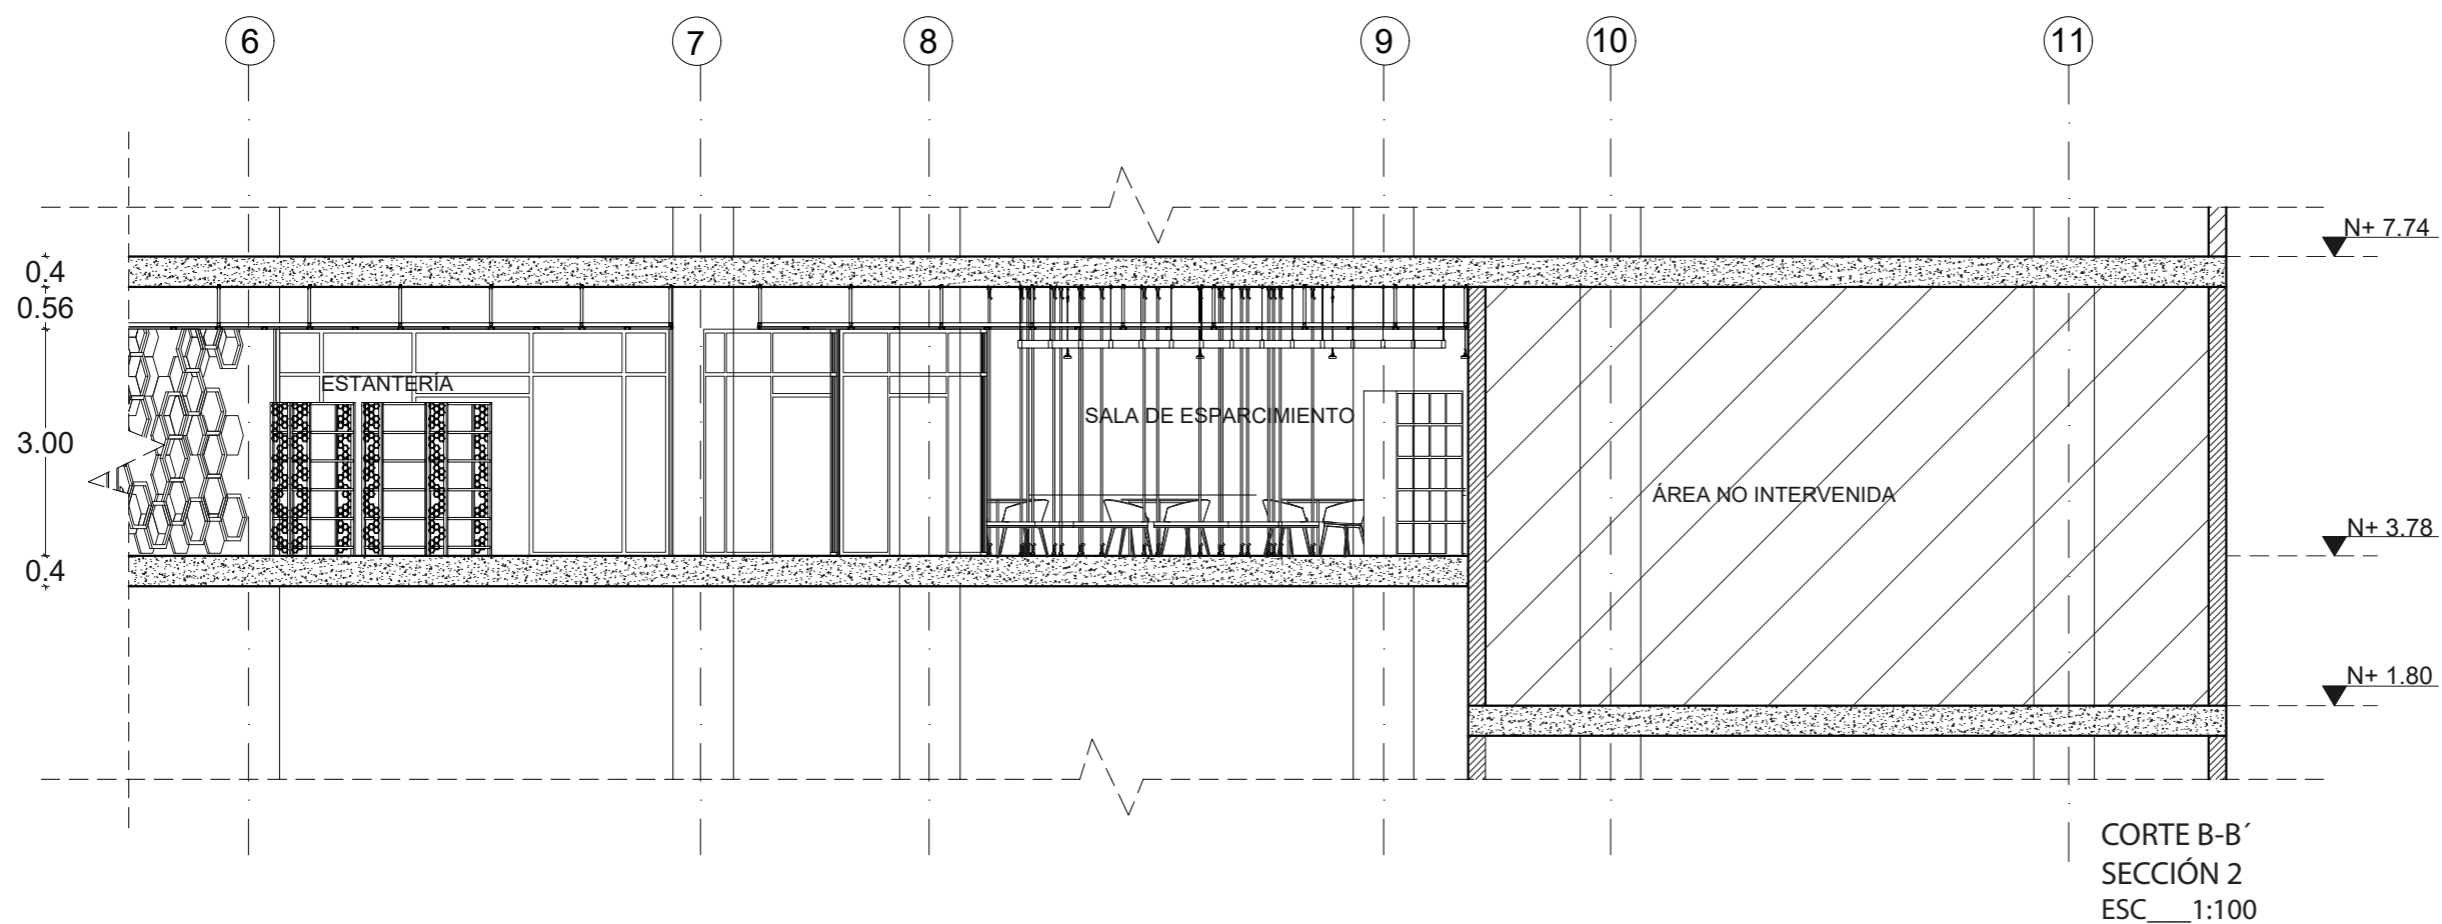 6 7 8 9 10 11
N+ 7.74
0.4
0.56
ESTANTERÍA
SALA DE ESPARCIMIENTO
3.00
ÁREA NO INTERVENIDA
N+ 3.78
0.4
N+ 1.80
CORTE B-B´
SECCIÓN 2
ESC___1:100